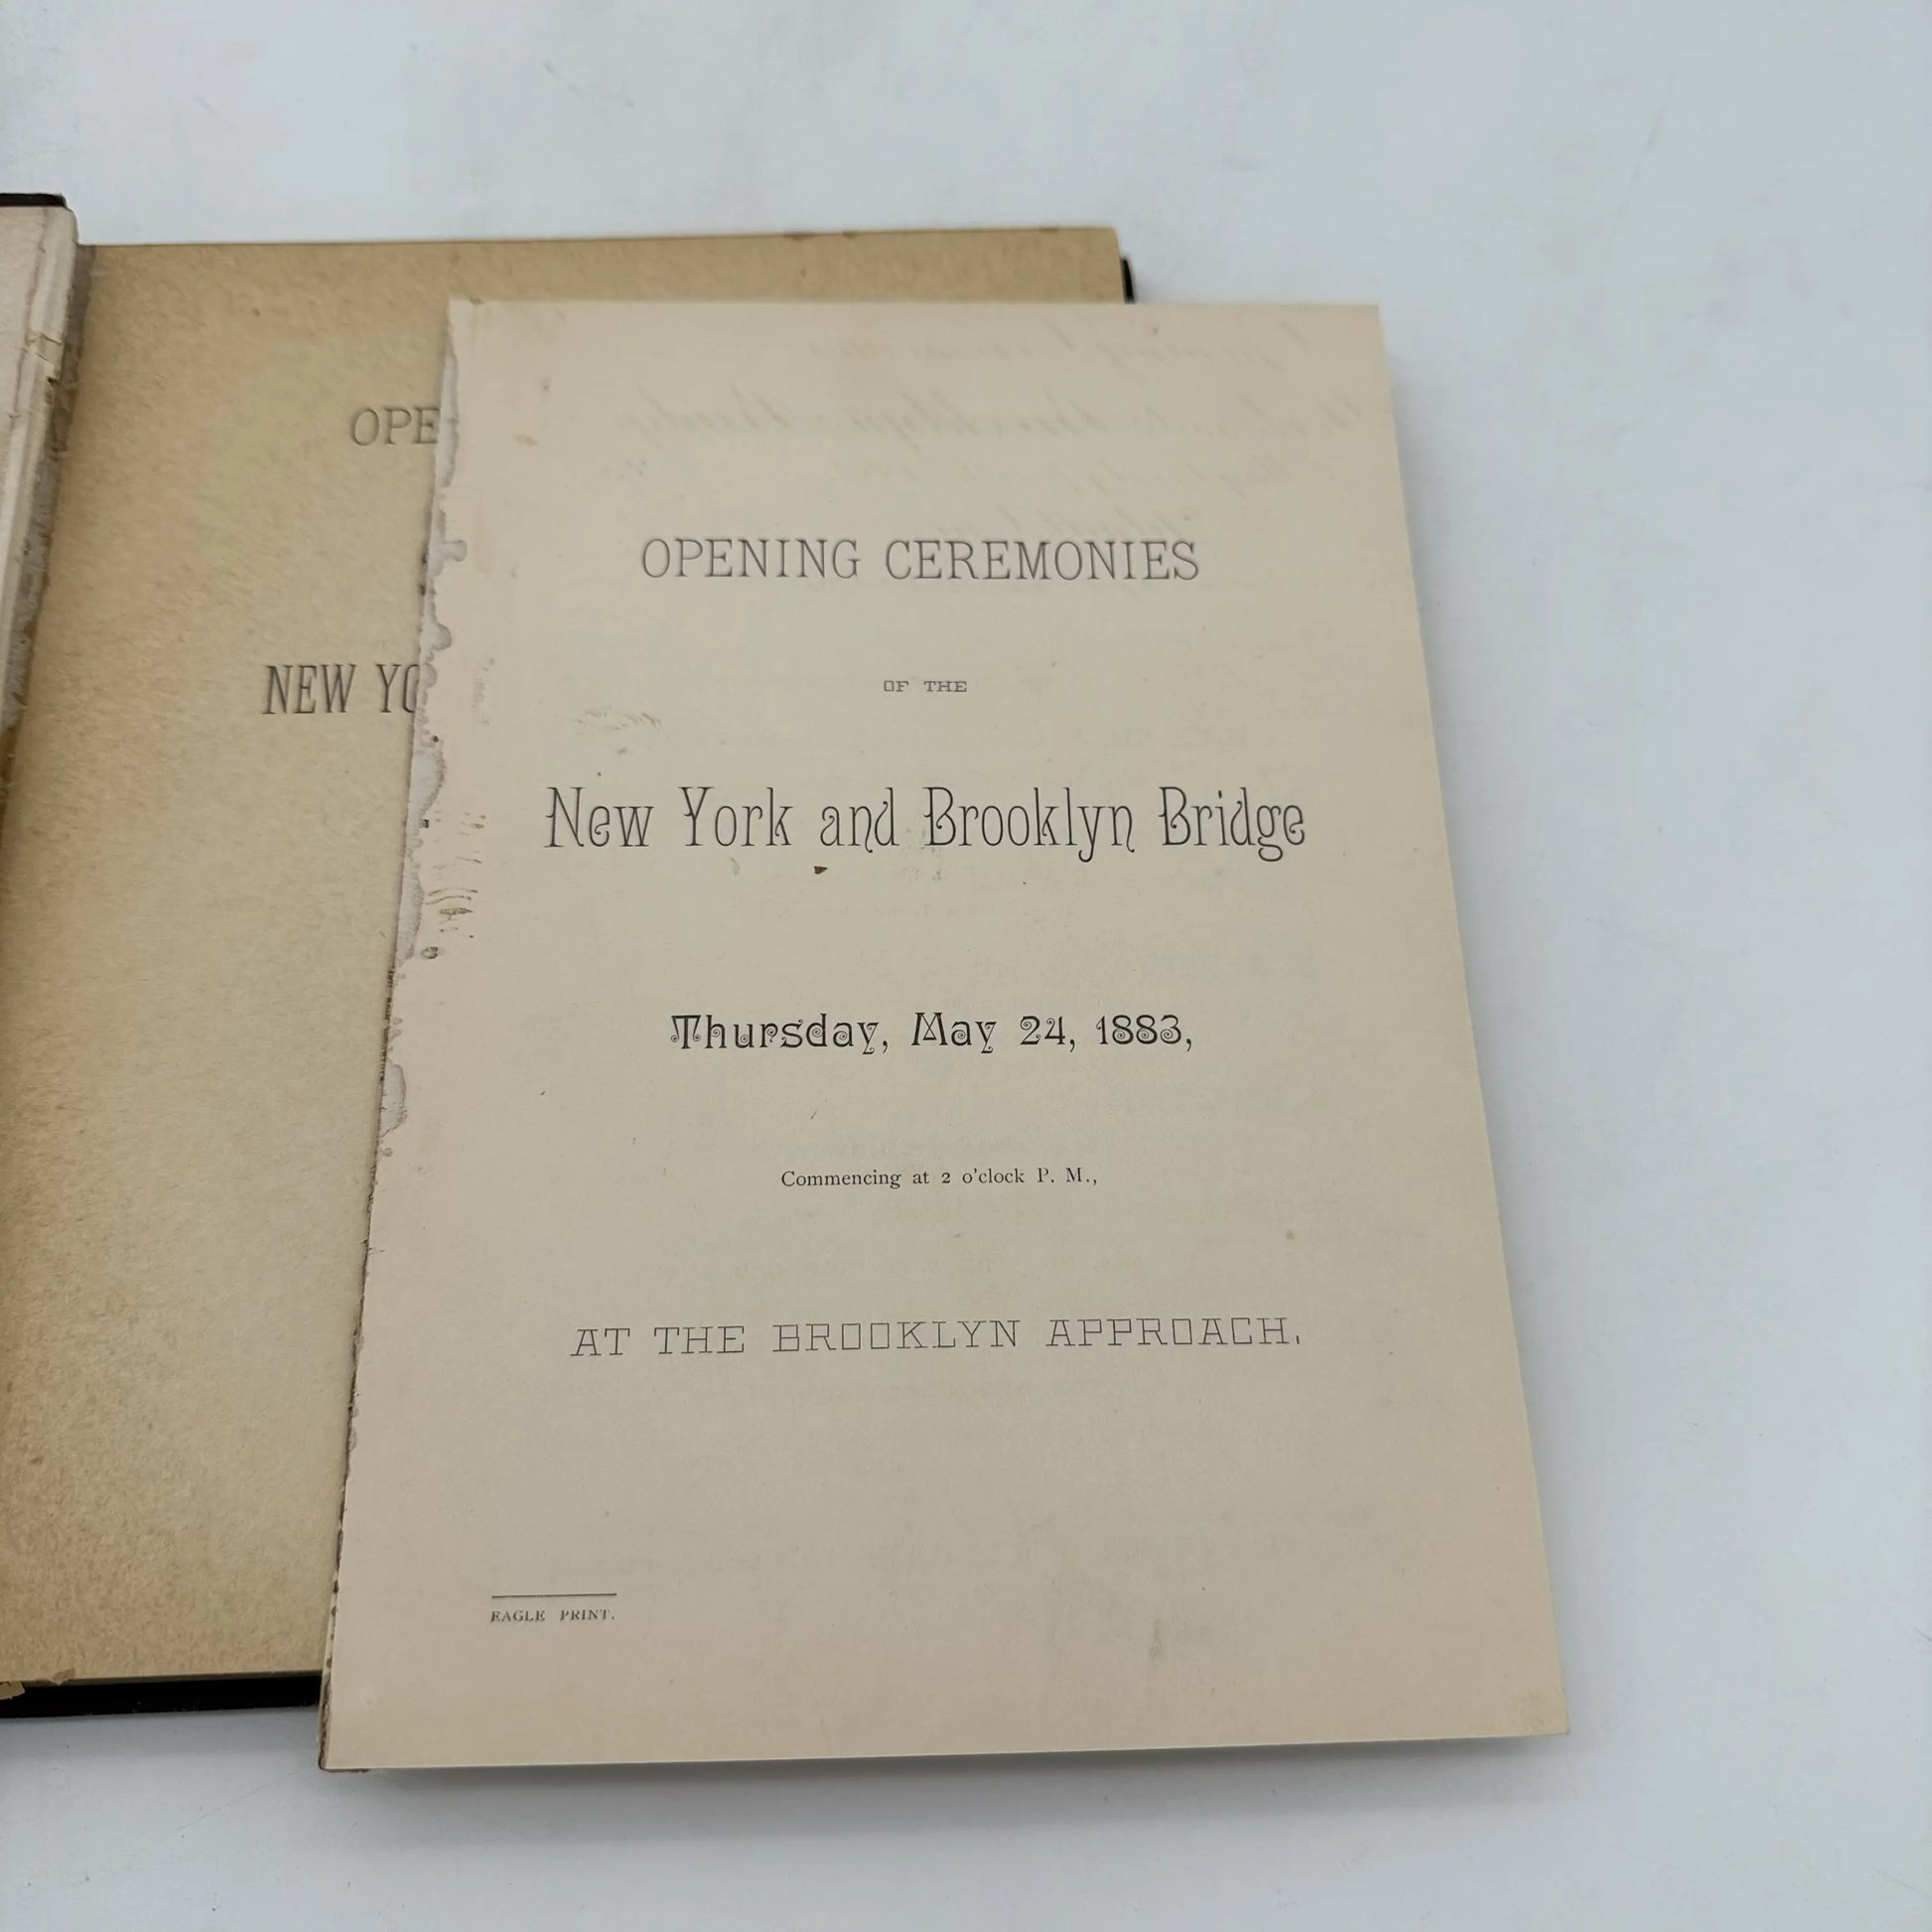 OPE
NEW YO
OPENING CEREMONIES
OF THE
New York and Brooklyn Bridge
Thursday, May 24, 1883,
Commencing at 2 o'clock P. M.,
AT THE BROOKLYN APPROACH.
EAGLE PRINT.